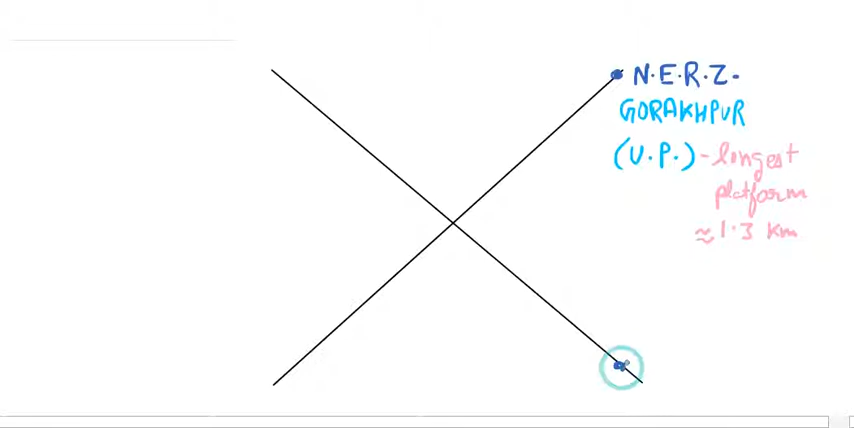 N.E.R.Z-
GORAKHPUR
(U.P.) - longest
platform
≈ 1.3 km